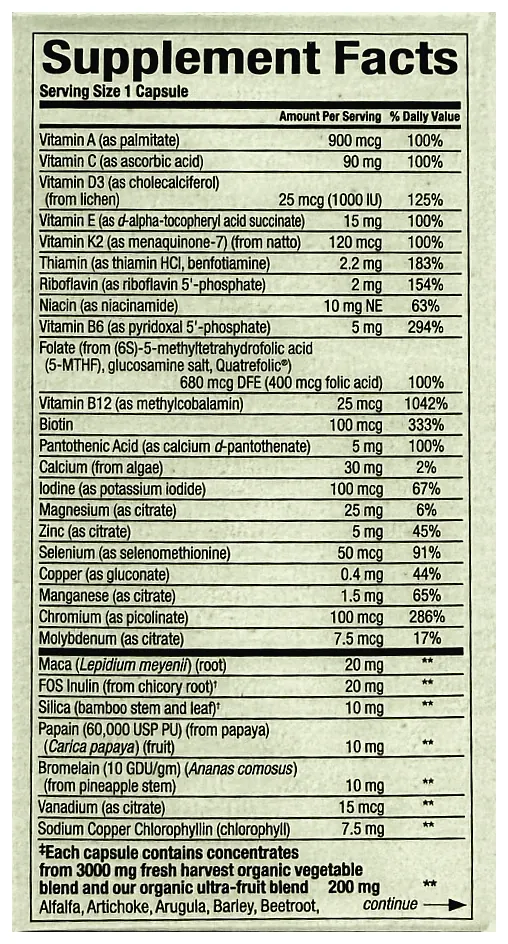 Supplement Facts
Serving Size 1 Capsule
Amount Per Serving % Daily Value
Vitamin A (as palmitate) 900 mcg 100%
Vitamin C (as ascorbic acid) 90 mg 100%
Vitamin D3 (as cholecalciferol)
(from lichen) 25 mcg (1000 IU) 125%
Vitamin E (as d-alpha-tocopheryl acid succinate) 15 mg 100%
Vitamin K2 (as menaquinone-7) (from natto) 120 mcg 100%
Thiamin (as thiamin HCl, benfotiamine) 2.2 mg 183%
Riboflavin (as riboflavin 5'-phosphate) 2 mg 154%
Niacin (as niacinamide) 10 mg NE 63%
Vitamin B6 (as pyridoxal 5'-phosphate) 5 mg 294%
Folate (from (6S)-5-methyltetrahydrofolic acid
(5-MTHF), glucosamine salt, Quatrefolic®)
680 mcg DFE (400 mcg folic acid) 100%
Vitamin B12 (as methylcobalamin) 25 mcg 1042%
Biotin 100 mcg 333%
Pantothenic Acid (as calcium d-pantothenate) 5 mg 100%
Calcium (from algae) 30 mg 2%
Iodine (as potassium iodide) 100 mcg 67%
Magnesium (as citrate) 25 mg 6%
Zinc (as citrate) 5 mg 45%
Selenium (as selenomethionine) 50 mcg 91%
Copper (as gluconate) 0.4 mg 44%
Manganese (as citrate) 1.5 mg 65%
Chromium (as picolinate) 100 mcg 286%
Molybdenum (as citrate) 7.5 mcg 17%
Maca (Lepidium meyenii) (root) 20 mg **
FOS Inulin (from chicory root)† 20 mg **
Silica (bamboo stem and leaf)† 10 mg **
Papain (60,000 USP PU) (from papaya)
(Carica papaya) (fruit) 10 mg **
Bromelain (10 GDU/gm) (Ananas comosus)
(from pineapple stem) 10 mg **
Vanadium (as citrate) 15 mcg **
Sodium Copper Chlorophyllin (chlorophyll) 7.5 mg **
‡Each capsule contains concentrates
from 3000 mg fresh harvest organic vegetable
blend and our organic ultra-fruit blend 200 mg **
Alfalfa, Artichoke, Arugula, Barley, Beetroot, continue